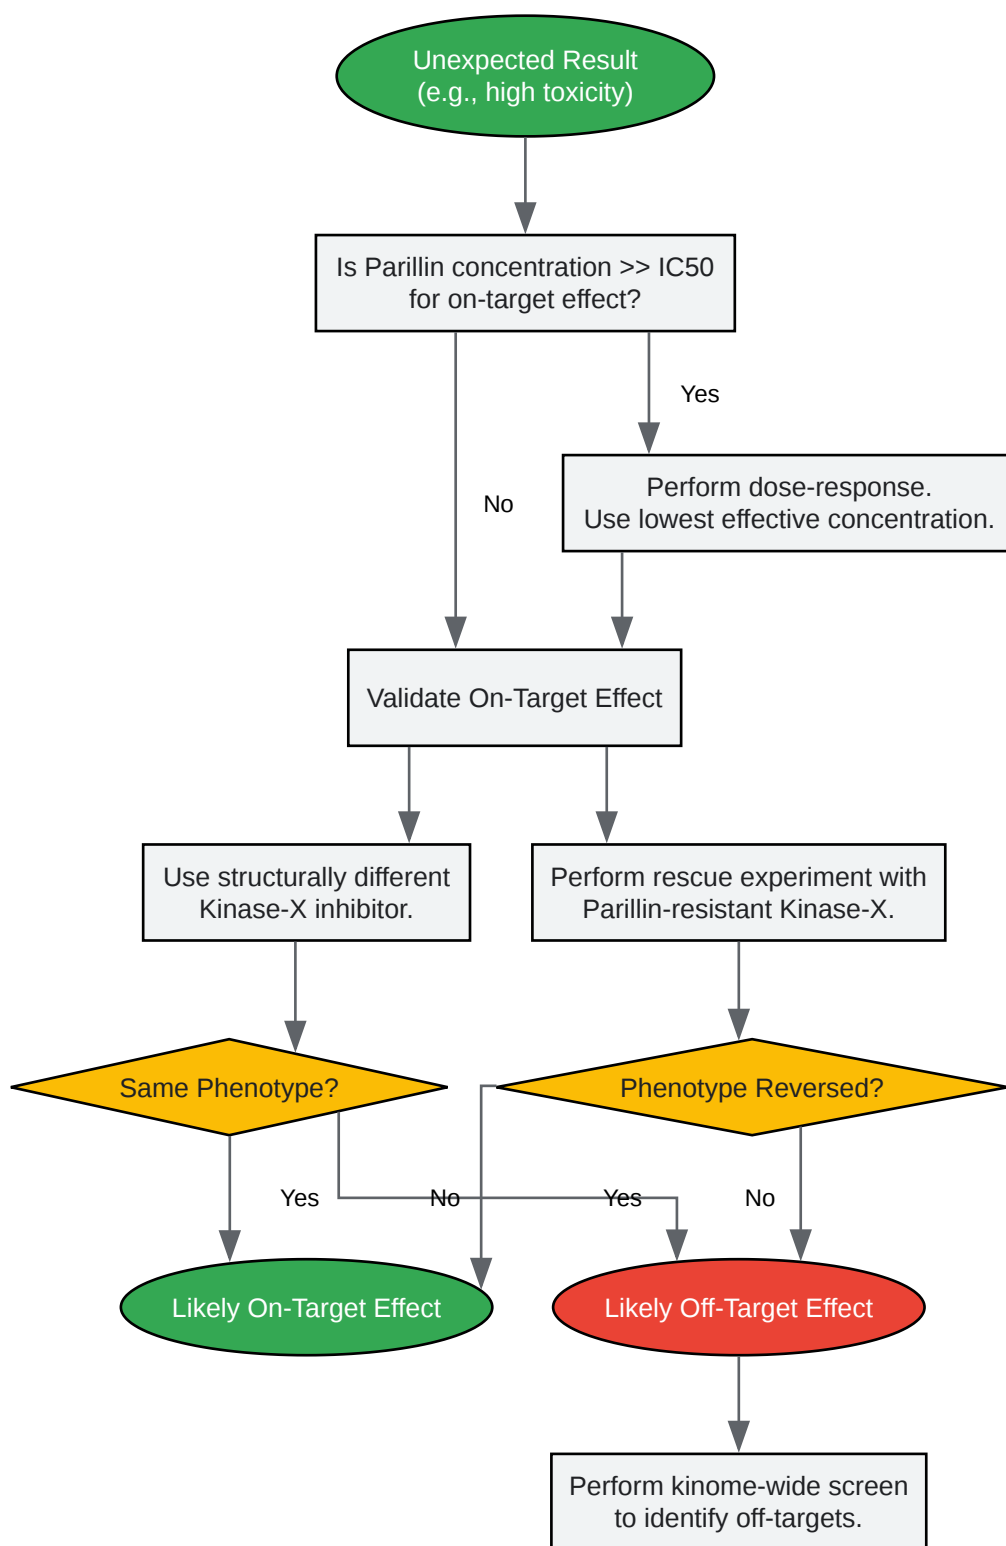 Unexpected Result
(e.g., high toxicity)
Is Parillin concentration >> IC50
for on-target effect?
Yes
No
Perform dose-response.
Use lowest effective concentration.
Validate On-Target Effect
Use structurally different
Kinase-X inhibitor.
Perform rescue experiment with
Parillin-resistant Kinase-X.
Same Phenotype?
Phenotype Reversed?
Yes
No
Yes
No
Likely On-Target Effect
Likely Off-Target Effect
Perform kinome-wide screen
to identify off-targets.